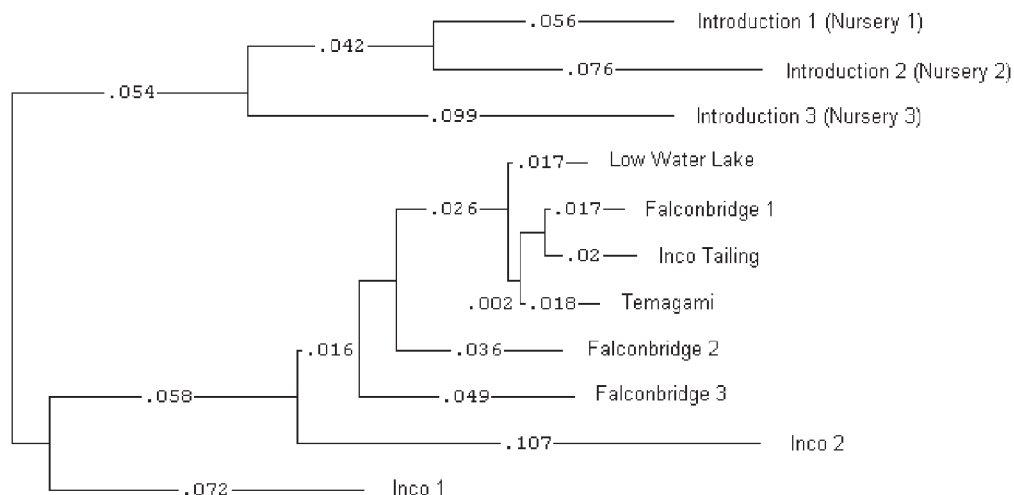 .056 Introduction 1 (Nursery 1)
.042
.076 Introduction 2 (Nursery 2)
.054
.099 Introduction 3 (Nursery 3)
.017 Low Water Lake
.026 .017 Falconbridge 1
.02 Inco Tailing
.002 .018 Temagami
.016 .036 Falconbridge 2
.058 .049 Falconbridge 3
.107 Inco 2
.072 Inco 1